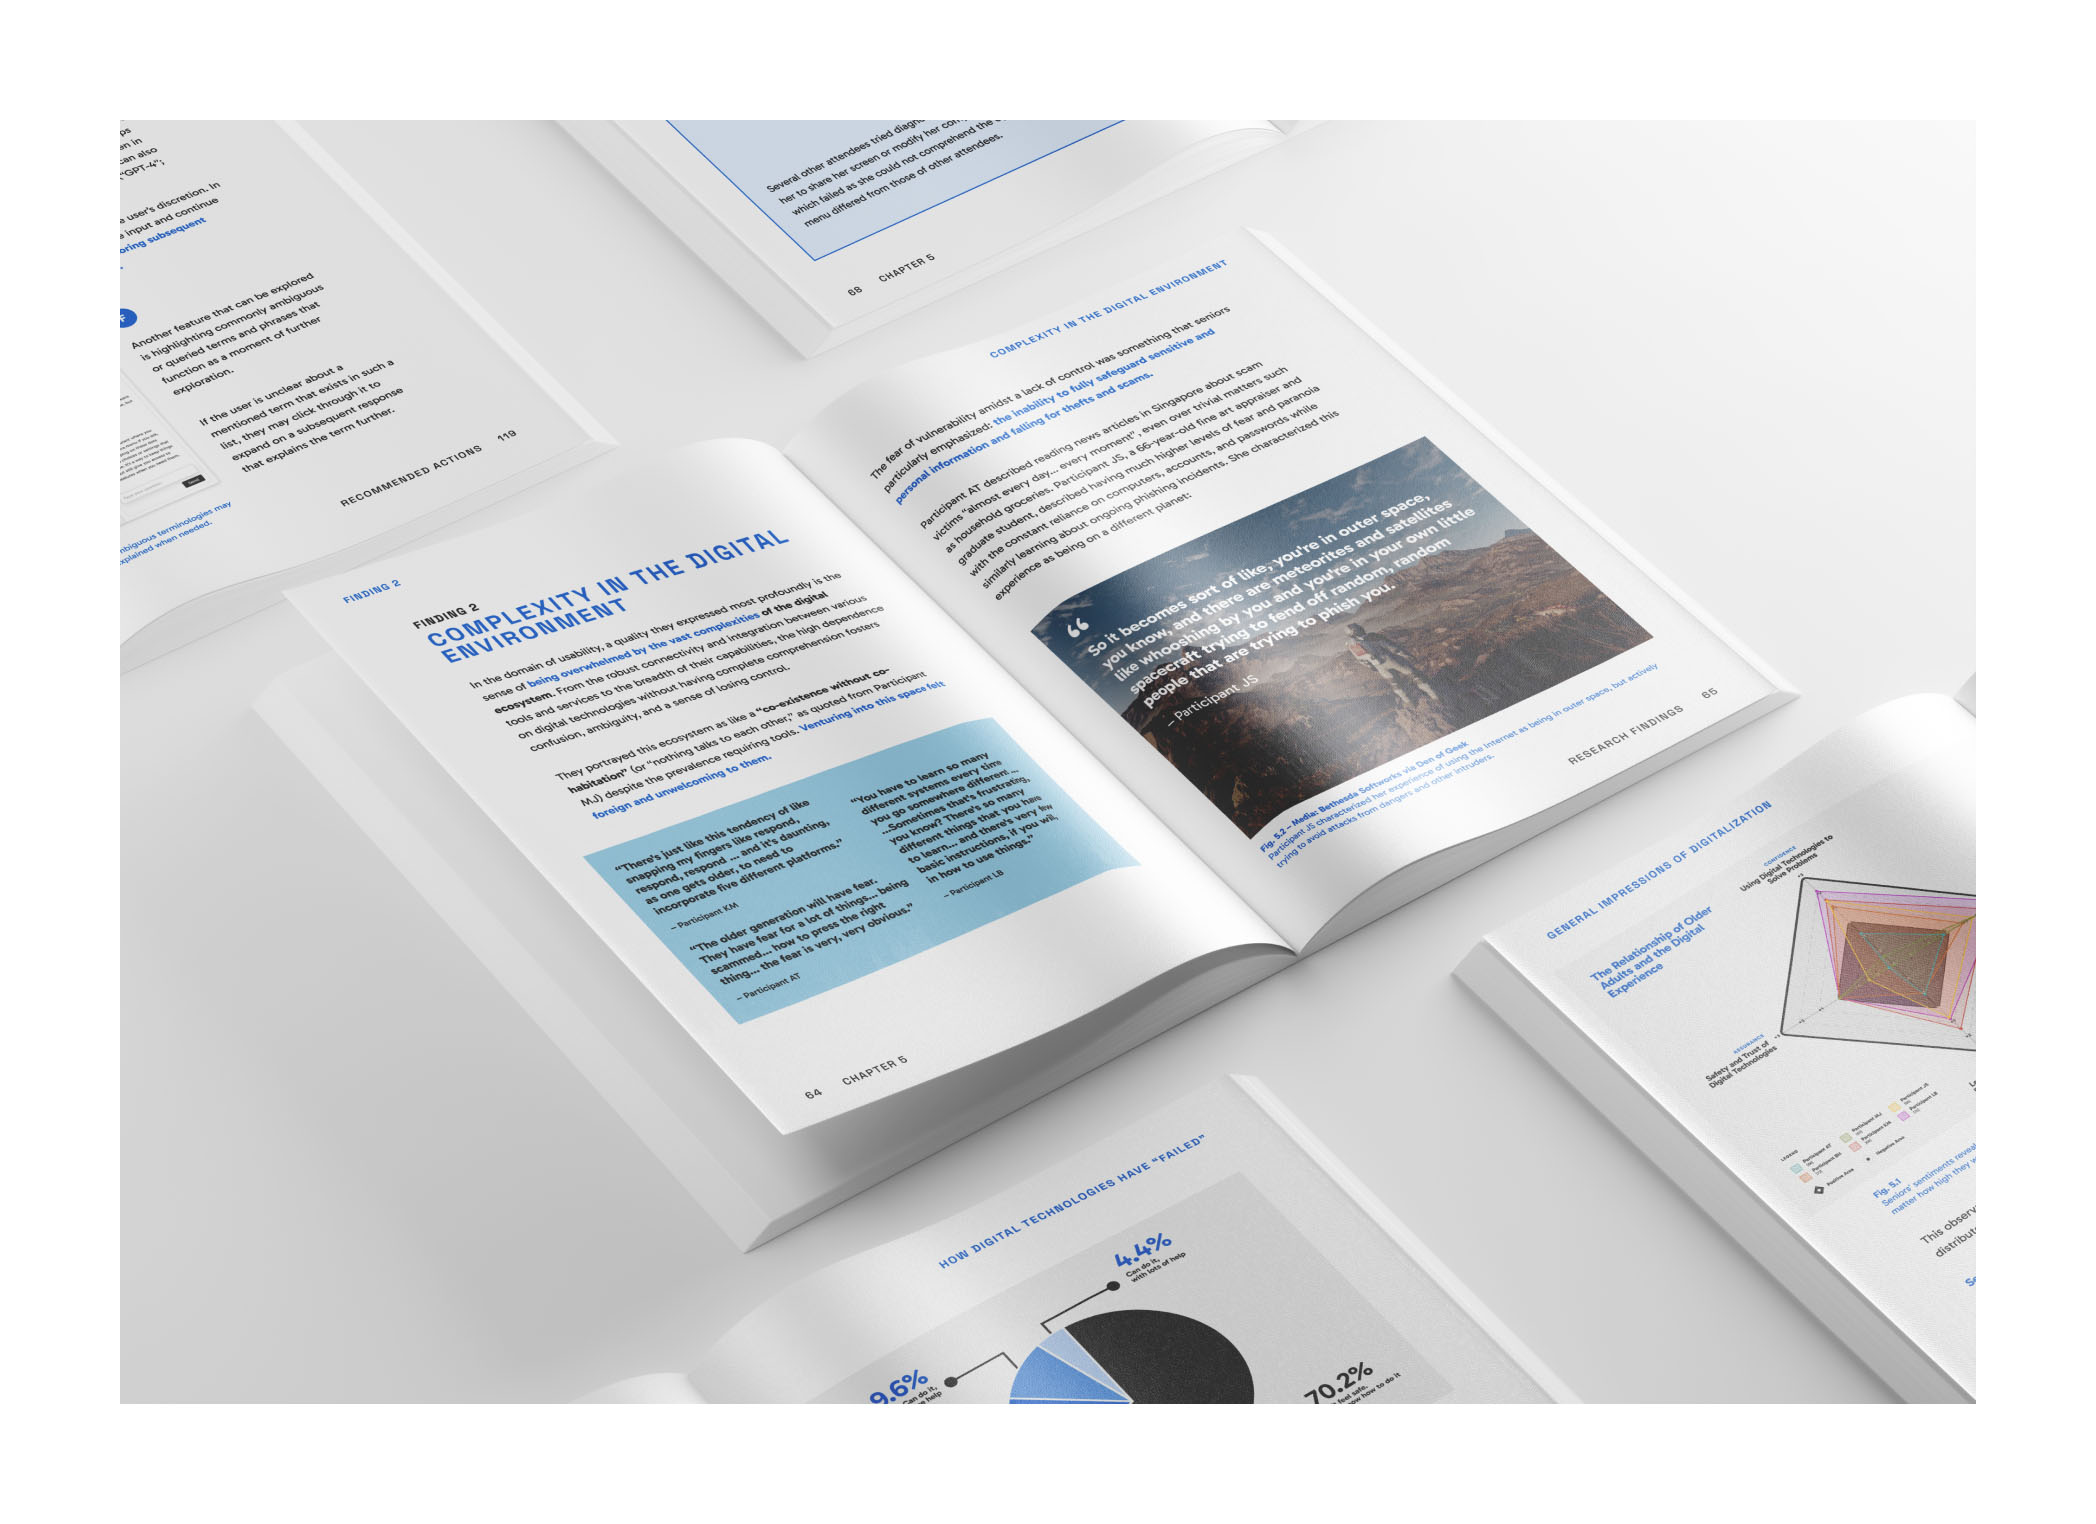 ps
en in
can also
"GPT-4";
user's discretion. In
input and continue
oring subsequent
Another feature that can be explored
is highlighting commonly ambiguous
or queried terms and phrases that
function as a moment of further
exploration.
If the user is unclear about a
mentioned term that exists in such a
list, they may click through it to
expand on a subsequent response
that explains the term further.
RECOMMENDED ACTIONS 119
mbiguous terminologies may
explained when needed.
Several other attendees tried
her to share her screen or modify her
which failed as she could not comprehend the
menu differed from those of other attendees.
68 CHAPTER 5
FINDING 2
FINDING 2
COMPLEXITY IN THE DIGITAL
ENVIRONMENT
In the domain of usability, a quality they expressed most profoundly is the
sense of being overwhelmed by the vast complexities of the digital
ecosystem. From the robust connectivity and integration between various
tools and services to the breadth of their capabilities, the high dependence
on digital technologies without having complete comprehension fosters
confusion, ambiguity, and a sense of losing control.
They portrayed this ecosystem as like a “co-existence without co-
habitation” (or “nothing talks to each other,” as quoted from Participant
MJ) despite the prevalence requiring tools. Venturing into this space felt
foreign and unwelcoming to them.
“There's just like this tendency of like
snapping my fingers like respond,
respond, respond ... and it's daunting,
as one gets older, to need to
incorporate five different platforms.”
– Participant KM
“The older generation will have fear.
They have fear for a lot of things... being
scammed... how to press the right
thing... the fear is very, very obvious.”
– Participant AT
“You have to learn so many
different systems every time
you go somewhere different ...
...Sometimes that's frustrating,
you know? There's so many
different things that you have
to learn... and there's very few
basic instructions, if you will,
in how to use things.”
– Participant LB
64 CHAPTER 5
COMPLEXITY IN THE DIGITAL ENVIRONMENT
The fear of vulnerability amidst a lack of control was something that seniors
particularly emphasized: the inability to fully safeguard sensitive and
personal information and falling for thefts and scams.
Participant AT described reading news articles in Singapore about scam
victims “almost every day... every moment” , even over trivial matters such
as household groceries. Participant JS, a 66-year-old fine art appraiser and
graduate student, described having much higher levels of fear and paranoia
with the constant reliance on computers, accounts, and passwords while
similarly learning about ongoing phishing incidents. She characterized this
experience as being on a different planet:
“
So it becomes sort of like, you're in outer space,
you know, and there are meteorites and satellites
like whooshing by you and you're in your own little
spacecraft trying to fend off random, random
people that are trying to phish you.
– Participant JS
Fig. 5.2 – Media: Bethesda Softworks via Den of Geek
Participant JS characterized her experience of using the Internet as being in outer space, but actively
trying to avoid attacks from dangers and other intruders.
RESEARCH FINDINGS 65
GENERAL IMPRESSIONS OF DIGITALIZATION
The Relationship of Older
Adults and the Digital
Experience
CONFIDENCE
Using Digital Technologies to
Solve Problems
ASSURANCE
Safety and Trust of
Digital Technologies
LEGEND
Participant AT
Participant BH
Participant MJ
Participant KM
Participant JS
Participant LB
Positive Area
Negative Area
Fig. 5.1
Seniors' sentiments
matter how high they
This
HOW DIGITAL TECHNOLOGIES HAVE “FAILED”
4.4%
Can do it,
with lots of help
9.6%
Can do it,
help
70.2%
feel safe.
how to do it